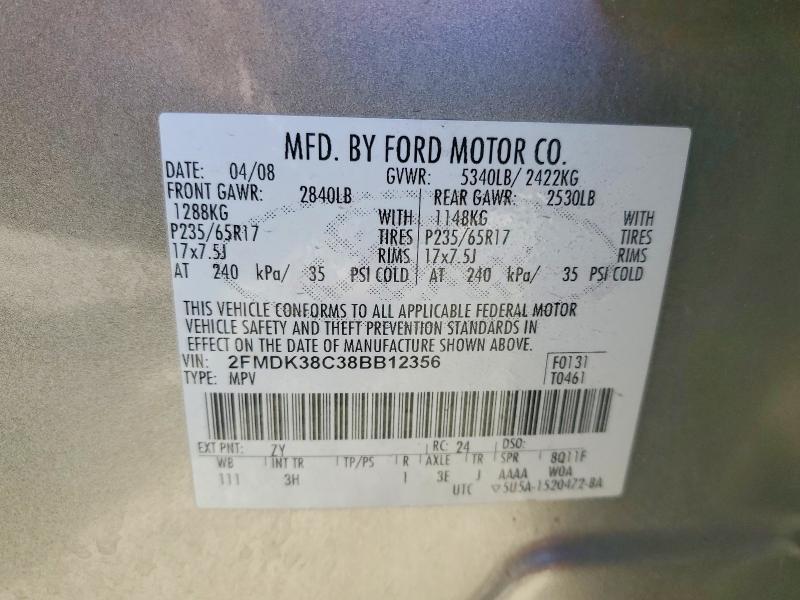 MFD. BY FORD MOTOR CO.
DATE: 04/08 GVWR: 5340LB/ 2422KG
FRONT GAWR: 2840LB REAR GAWR: 2530LB
1288KG WITH 1148KG WITH
P235/65R17 TIRES P235/65R17 TIRES
17x7.5J RIMS 17x7.5J RIMS
AT 240 kPa/ 35 PSI COLD AT 240 kPa/ 35 PSI COLD
THIS VEHICLE CONFORMS TO ALL APPLICABLE FEDERAL MOTOR
VEHICLE SAFETY AND THEFT PREVENTION STANDARDS IN
EFFECT ON THE DATE OF MANUFACTURE SHOWN ABOVE.
VIN: 2FMDK38C38BB12356 F0131
TYPE: MPV T0461
EXT PNT: ZY RC: 24 DSO:
WB INT TR TP/PS R AXLE TR SPR 8Q11F
111 3H 1 3E J AAAA W0A
UTC ▽5U5A-1520472-BA